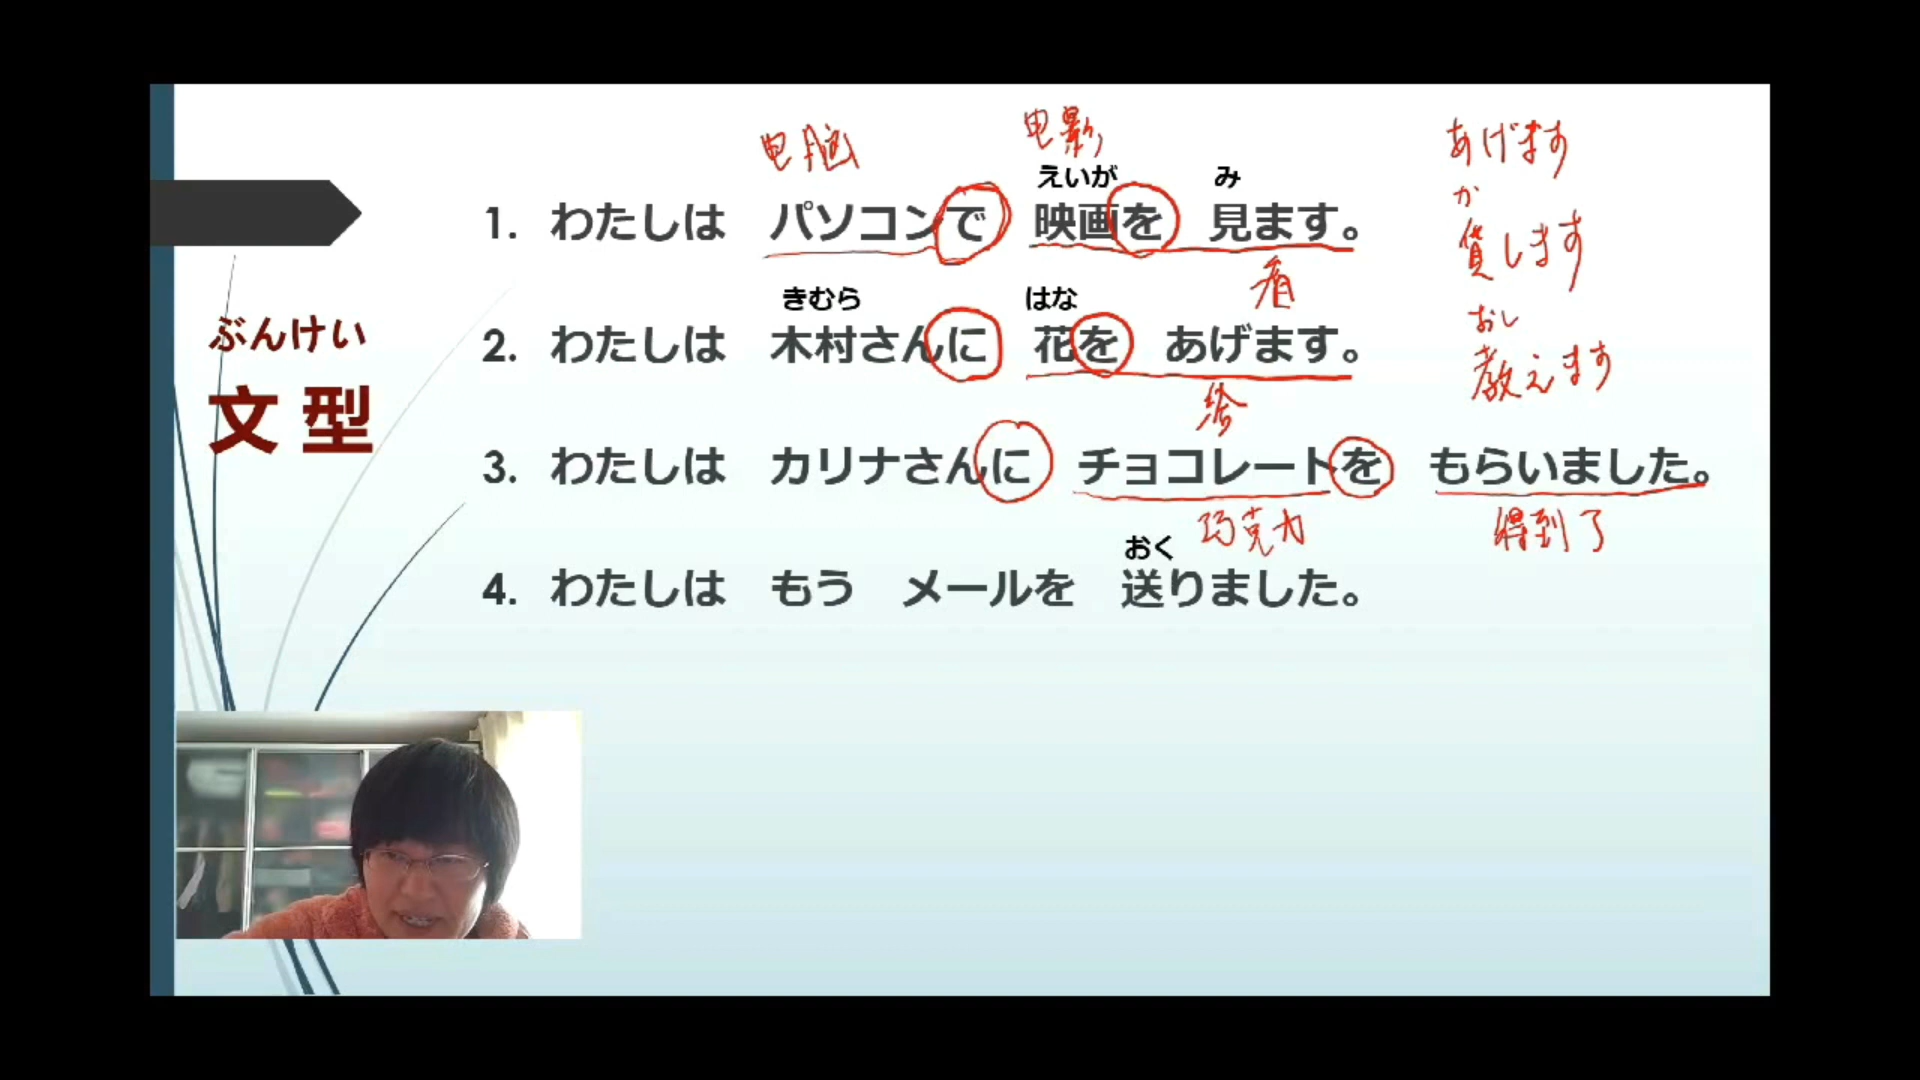 电脑
电影
えいが
み
1. わたしは パソコンで 映画を 見ます。
看
きむら
はな
2. わたしは 木村さんに 花を あげます。
给
3. わたしは カリナさんに チョコレートを もらいました。
巧克力
得到了
おく
4. わたしは もう メールを 送りました。
ぶんけい
文型
あげます
か
貸します
おし
教えます